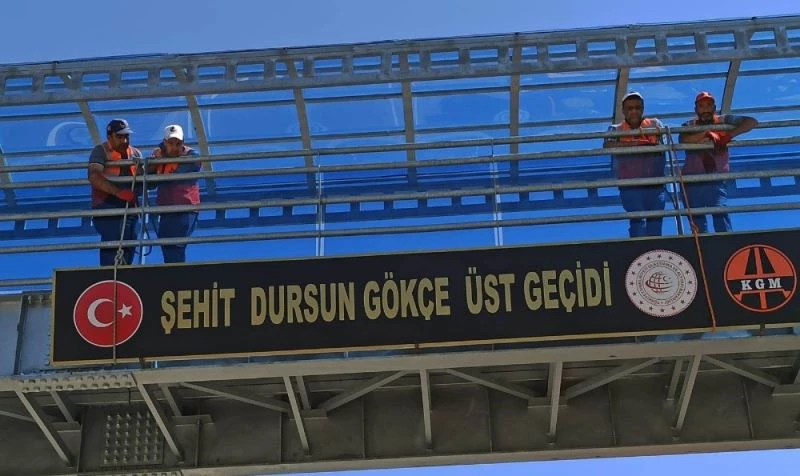 ŞEHİT DURSUN GÖKÇE ÜST GEÇİDİ
KGM